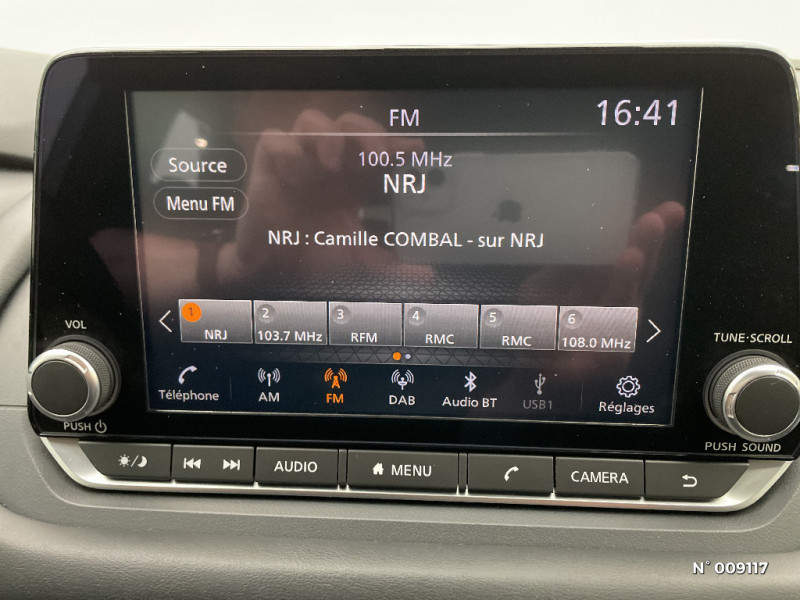 FM
16:41
100.5 MHz
Source
NRJ
Menu FM
NRJ : Camille COMBAL - sur NRJ
1 NRJ
2 103.7 MHz
3 RFM
4 RMC
5 RMC
6 108.0 MHz
VOL
TUNE·SCROLL
Téléphone
AM
FM
DAB
Audio BT
USB1
Réglages
PUSH
PUSH SOUND
AUDIO
MENU
CAMERA
N° 009117